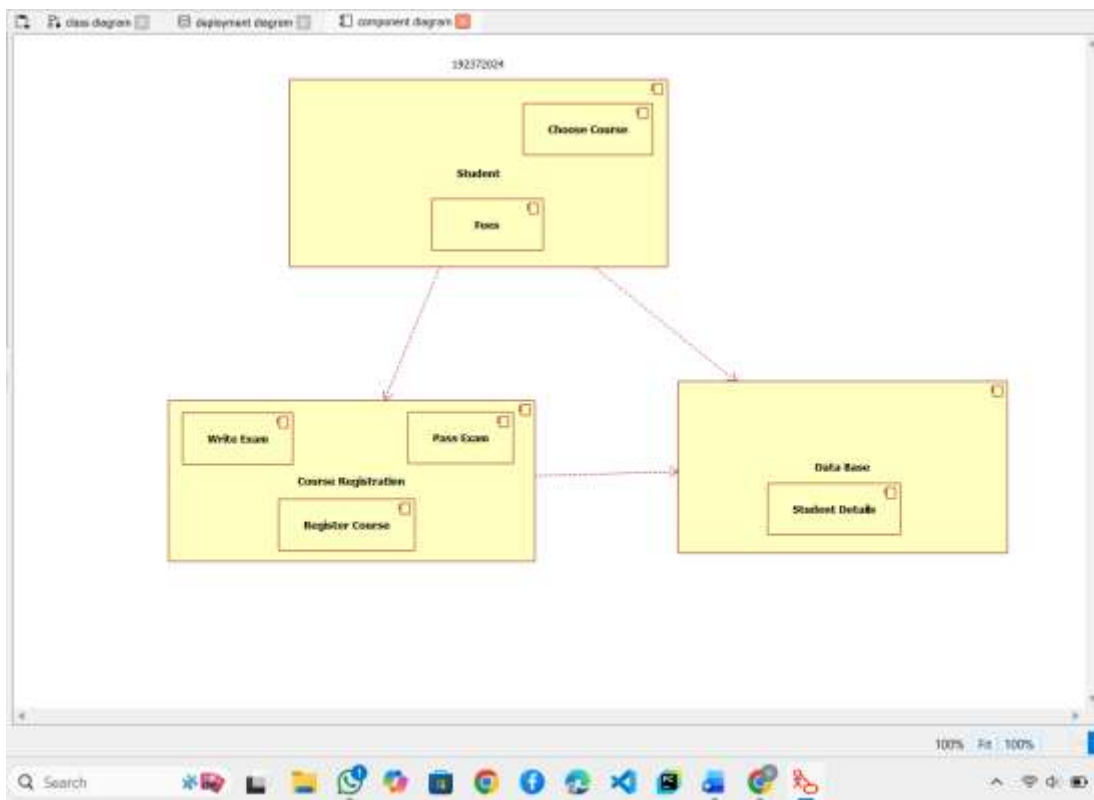 class diagram
deployment diagram
component diagram
192372024
Choose Course
Student
Fees
Write Exam
Pass Exam
Course Registration
Register Course
Data Base
Student Details
100% Fit 100%
Search